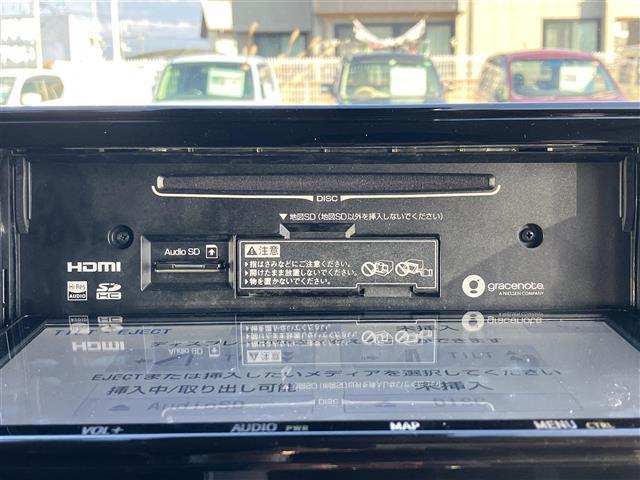 DISC
▼地図SD(地図SD以外を挿入しないでください)
Audio SD
⚠注意
▶指はさみなどにご注意ください。
▶開けたまま放置しないでください。
▶物を置かないでください。
HDMI
Hi-Res AUDIO
SD HC
gracenote.
A NIELSEN COMPANY
TILT
EJECTまたは挿入したいメディアを選択してください
挿入中/取り出し可能
未挿入
AudioSD
DISC
VOL+
AUDIO PWR
MAP
MENU CTRL